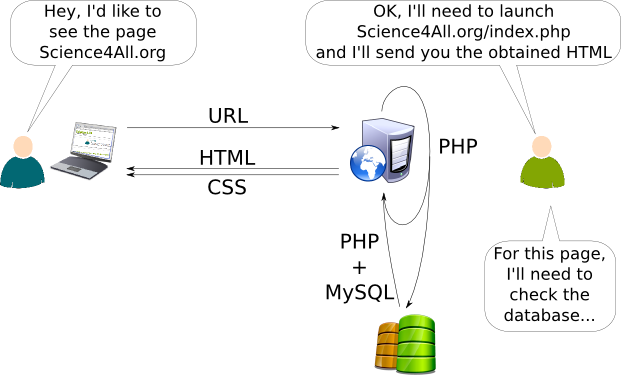 Hey, I'd like to
see the page
Science4All.org
OK, I'll need to launch
Science4All.org/index.php
and I'll send you the obtained HTML
URL
HTML
CSS
PHP
PHP
+
MySQL
For this page,
I'll need to
check the
database...